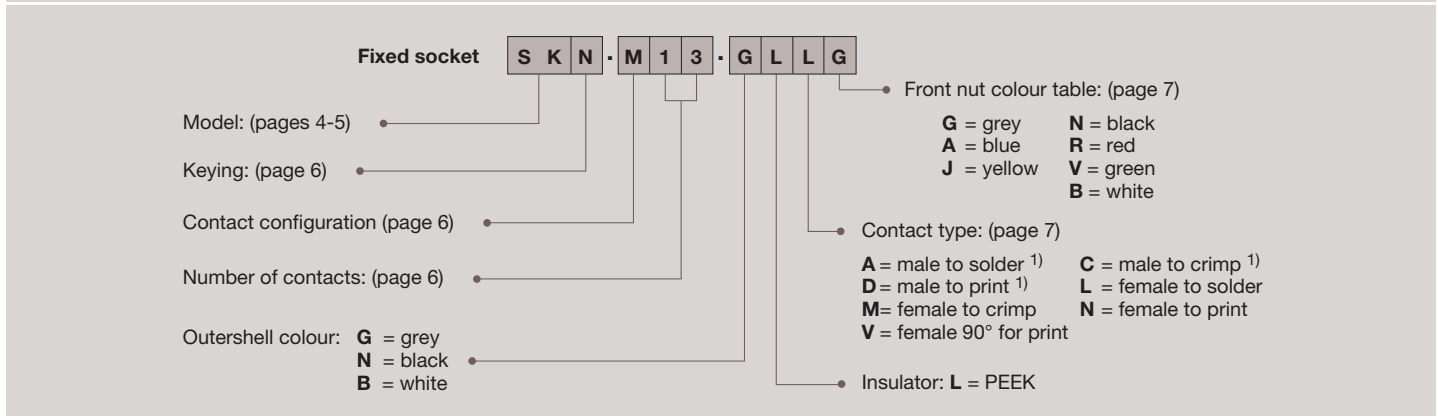 Fixed socket S K N . M 1 3 . G L L G
Front nut colour table: (page 7)
G = grey N = black
A = blue R = red
J = yellow V = green
B = white
Model: (pages 4-5)
Keying: (page 6)
Contact configuration (page 6)
Number of contacts: (page 6)
Contact type: (page 7)
A = male to solder 1) C = male to crimp 1)
D = male to print 1) L = female to solder
M= female to crimp N = female to print
V = female 90° for print
Outershell colour: G = grey
N = black
B = white
Insulator: L = PEEK